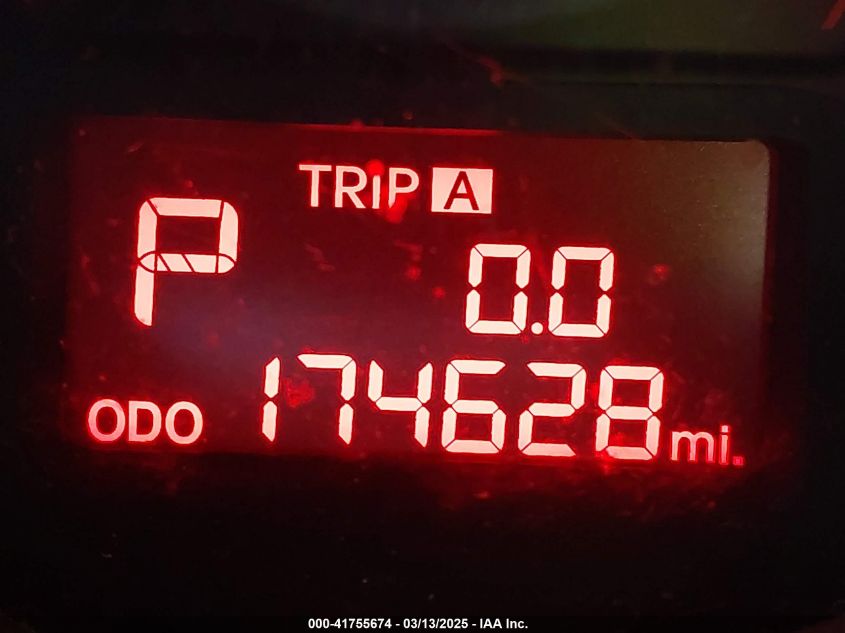 TRIP A
P
0.0
ODO 174628 mi.
000-41755674 - 03/13/2025 - IAA Inc.